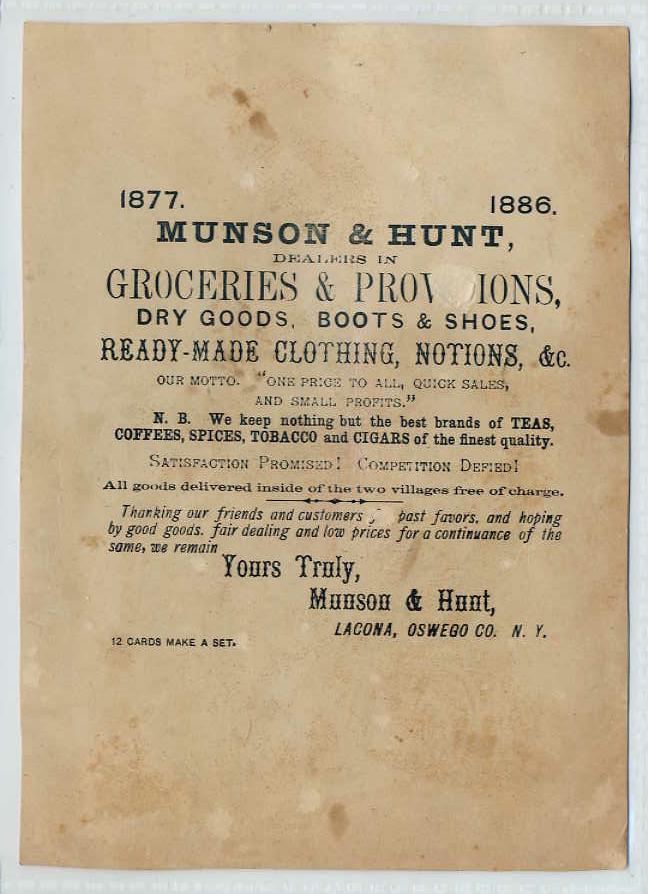 1877. 1886.
MUNSON & HUNT,
DEALERS IN
GROCERIES & PROV IONS,
DRY GOODS, BOOTS & SHOES,
READY-MADE CLOTHING, NOTIONS, &c.
OUR MOTTO. "ONE PRICE TO ALL, QUICK SALES,
AND SMALL PROFITS."
N. B. We keep nothing but the best brands of TEAS,
COFFEES, SPICES, TOBACCO and CIGARS of the finest quality.
SATISFACTION PROMISED! COMPETITION DEFIED!
All goods delivered inside of the two villages free of charge.
Thanking our friends and customers past favors, and hoping
by good goods, fair dealing and low prices for a continuance of the
same, we remain
Yours Truly,
Munson & Hunt,
LACONA, OSWEGO CO. N. Y.
12 CARDS MAKE A SET.